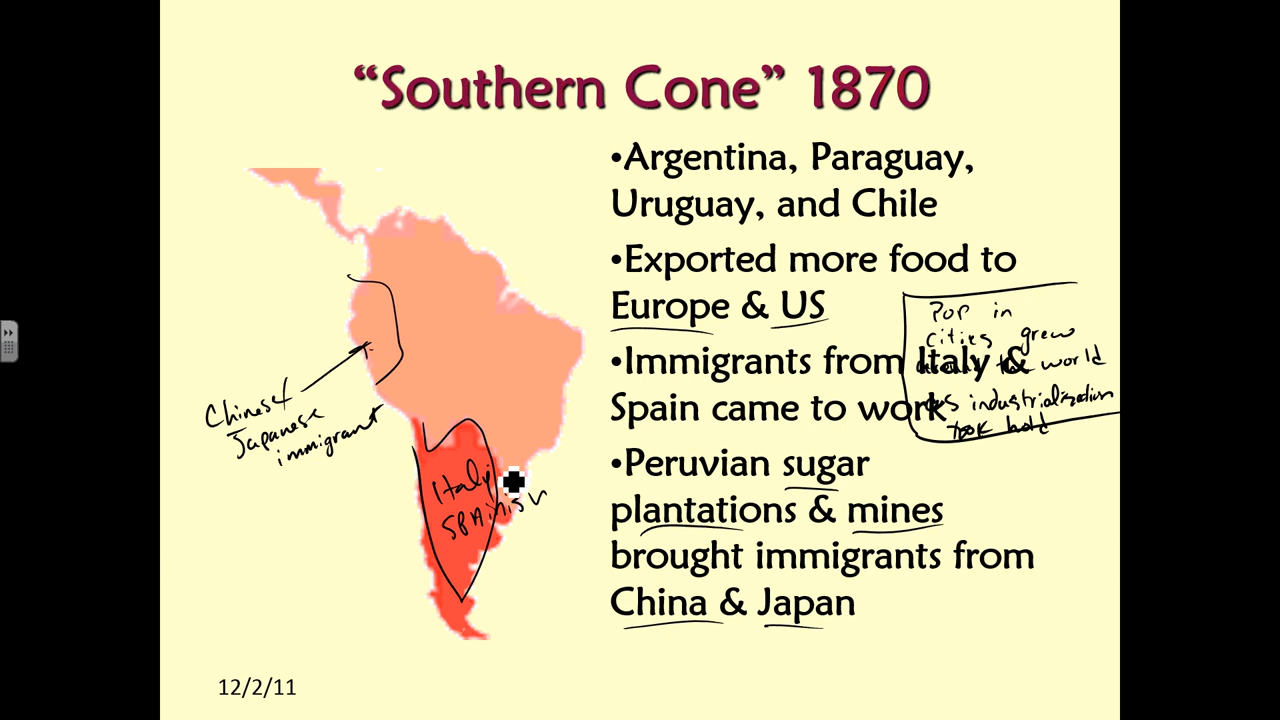 “Southern Cone” 1870
•Argentina, Paraguay,
Uruguay, and Chile
•Exported more food to
Europe & US
•Immigrants from Italy &
Spain came to work
•Peruvian sugar
plantations & mines
brought immigrants from
China & Japan
Pop in
cities grew
around the world
as industrialization
took hold
Chinese &
Japanese
immigrant
Italy
Spanish
12/2/11